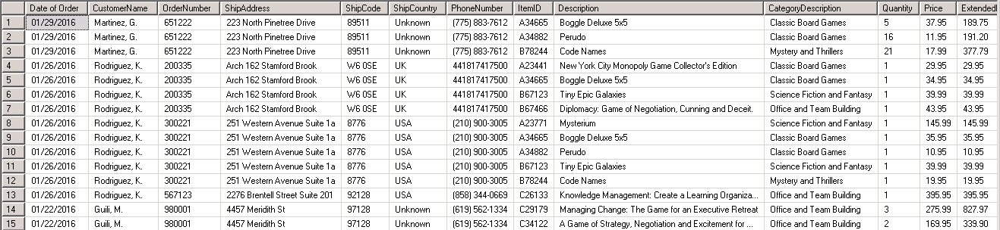 Date of Order CustomerName OrderNumber ShipAddress ShipCode ShipCountry PhoneNumber ItemID Description CategoryDescription Quantity Price Extended
1 01/29/2016 Martinez, G. 651222 223 North Pinetree Drive 89511 Unknown (775) 883-7612 A34665 Boggle Deluxe 5x5 Classic Board Games 5 37.95 189.75
2 01/29/2016 Martinez, G. 651222 223 North Pinetree Drive 89511 Unknown (775) 883-7612 A34882 Perudo Classic Board Games 16 11.95 191.20
3 01/29/2016 Martinez, G. 651222 223 North Pinetree Drive 89511 Unknown (775) 883-7612 B78244 Code Names Mystery and Thrillers 21 17.99 377.79
4 01/26/2016 Rodriguez, K. 200335 Arch 162 Stamford Brook W6 0SE UK 441817417500 A23441 New York City Monopoly Game Collector's Edition Classic Board Games 1 29.95 29.95
5 01/26/2016 Rodriguez, K. 200335 Arch 162 Stamford Brook W6 0SE UK 441817417500 A34665 Boggle Deluxe 5x5 Classic Board Games 1 34.95 34.95
6 01/26/2016 Rodriguez, K. 200335 Arch 162 Stamford Brook W6 0SE UK 441817417500 B67123 Tiny Epic Galaxies Science Fiction and Fantasy 1 39.99 39.99
7 01/26/2016 Rodriguez, K. 200335 Arch 162 Stamford Brook W6 0SE UK 441817417500 B67466 Diplomacy: Game of Negotiation, Cunning and Deceit. Office and Team Building 1 43.95 43.95
8 01/26/2016 Rodriguez, K. 300221 251 Western Avenue Suite 1a 8776 USA (210) 900-3005 A23771 Mysterium Science Fiction and Fantasy 1 145.99 145.99
9 01/26/2016 Rodriguez, K. 300221 251 Western Avenue Suite 1a 8776 USA (210) 900-3005 A34665 Boggle Deluxe 5x5 Classic Board Games 1 35.95 35.95
10 01/26/2016 Rodriguez, K. 300221 251 Western Avenue Suite 1a 8776 USA (210) 900-3005 A34882 Perudo Classic Board Games 1 10.95 10.95
11 01/26/2016 Rodriguez, K. 300221 251 Western Avenue Suite 1a 8776 USA (210) 900-3005 B67123 Tiny Epic Galaxies Science Fiction and Fantasy 1 39.99 39.99
12 01/26/2016 Rodriguez, K. 300221 251 Western Avenue Suite 1a 8776 USA (210) 900-3005 B78244 Code Names Mystery and Thrillers 1 19.95 19.95
13 01/26/2016 Rodriguez, K. 567123 2276 Brentell Street Suite 201 92128 USA (858) 344-0669 C26133 Knowledge Management: Create a Learning Organiza... Office and Team Building 1 395.95 395.95
14 01/22/2016 Guili, M. 980001 4457 Meridith St 97128 Unknown (619) 562-1334 C29179 Managing Change: The Game for an Executive Retreat Office and Team Building 3 275.99 827.97
15 01/22/2016 Guili, M. 980001 4457 Meridith St 97128 Unknown (619) 562-1334 C34122 A Game of Strategy, Negotiation and Excitement for ... Office and Team Building 2 169.95 339.90